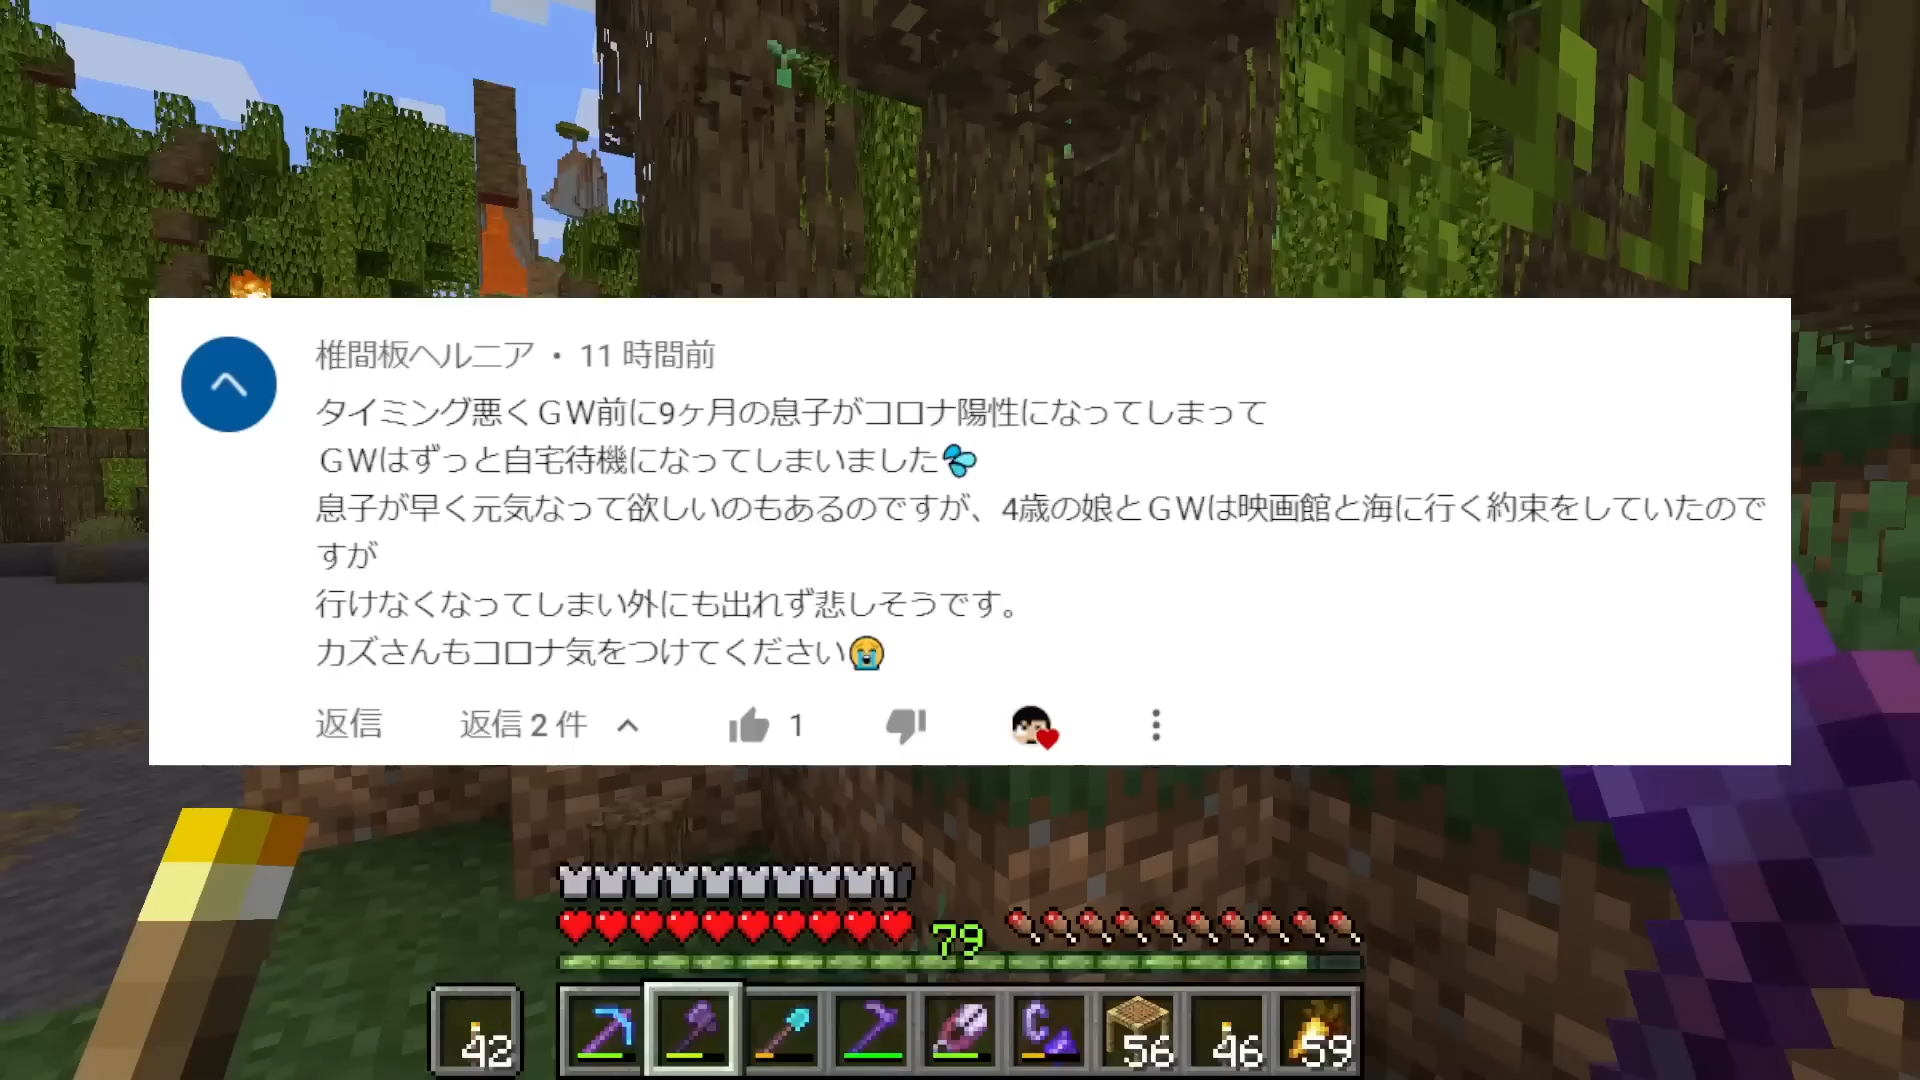 椎間板ヘルニア • 11 時間前
タイミング悪くＧＷ前に9ヶ月の息子がコロナ陽性になってしまって
ＧＷはずっと自宅待機になってしまいました💦
息子が早く元気なって欲しいのもあるのですが、4歳の娘とＧＷは映画館と海に行く約束をしていたので
すが
行けなくなってしまい外にも出れず悲しそうです。
カズさんもコロナ気をつけてください😭
返信 返信 2 件 1
79
42 56 46 59